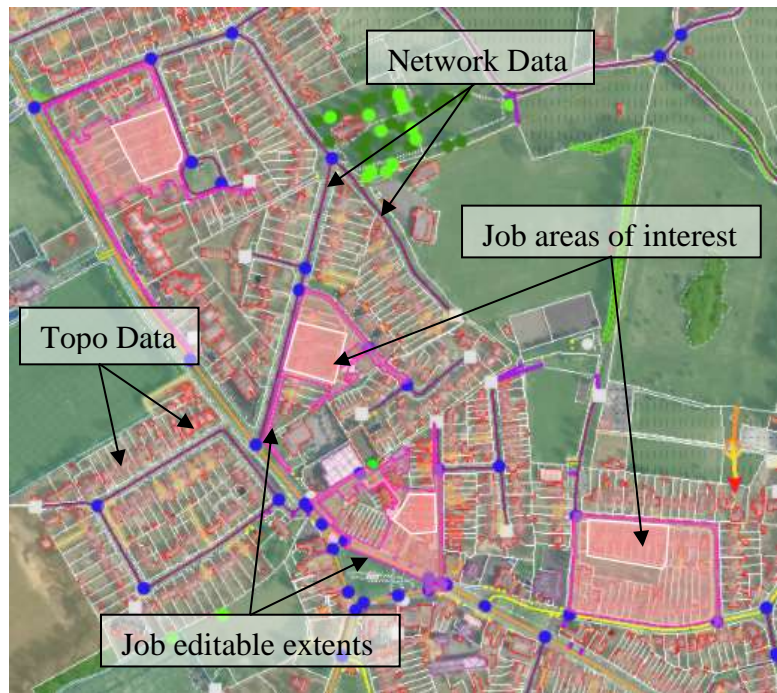 Network Data
Job areas of interest
Topo Data
Job editable extents